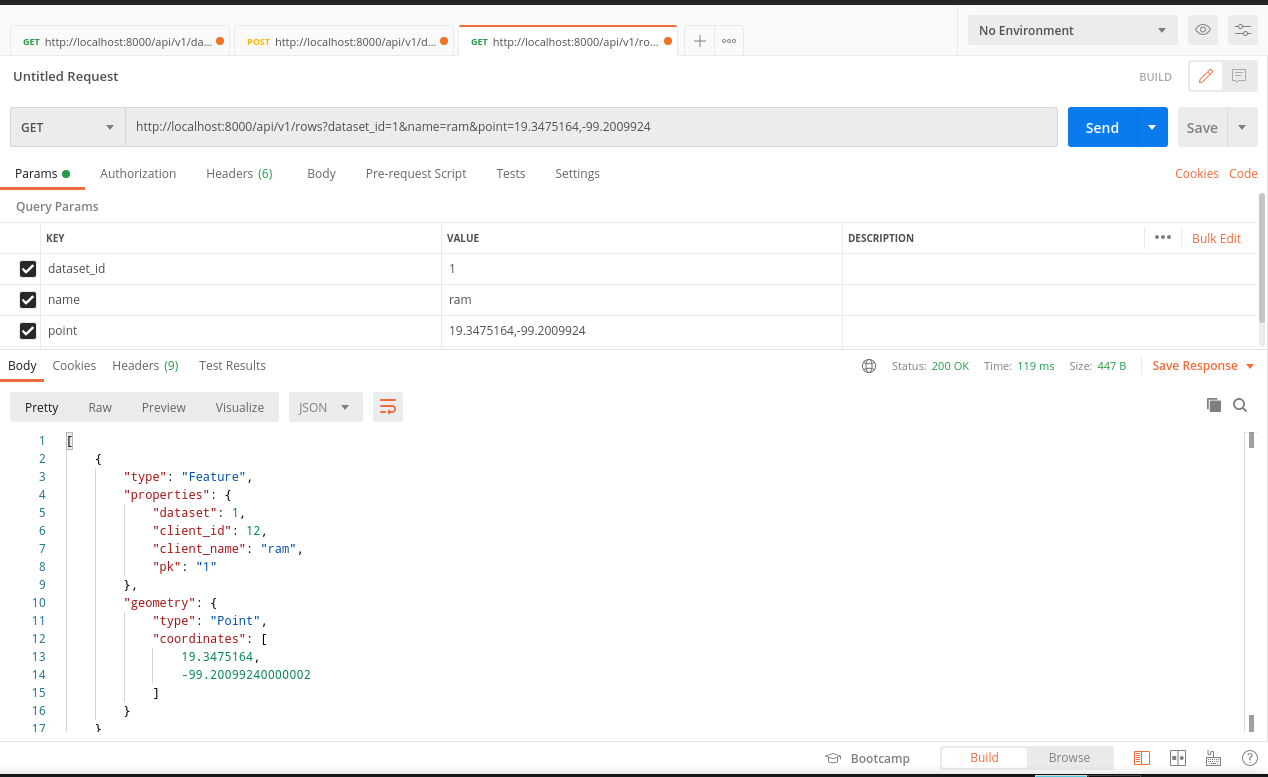 GET http://localhost:8000/api/v1/da...
POST http://localhost:8000/api/v1/d...
GET http://localhost:8000/api/v1/ro...
No Environment
Untitled Request
BUILD
GET
http://localhost:8000/api/v1/rows?dataset_id=1&name=ram&point=19.3475164,-99.2009924
Send
Save
Params
Authorization
Headers (6)
Body
Pre-request Script
Tests
Settings
Cookies
Code
Query Params
KEY VALUE DESCRIPTION
Bulk Edit
dataset_id 1
name ram
point 19.3475164,-99.2009924
Body Cookies Headers (9) Test Results
Status: 200 OK Time: 119 ms Size: 447 B
Save Response
Pretty Raw Preview Visualize JSON
1 [
2 {
3 "type": "Feature",
4 "properties": {
5 "dataset": 1,
6 "client_id": 12,
7 "client_name": "ram",
8 "pk": "1"
9 },
10 "geometry": {
11 "type": "Point",
12 "coordinates": [
13 19.3475164,
14 -99.20099240000002
15 ]
16 }
17 }
Bootcamp
Build
Browse